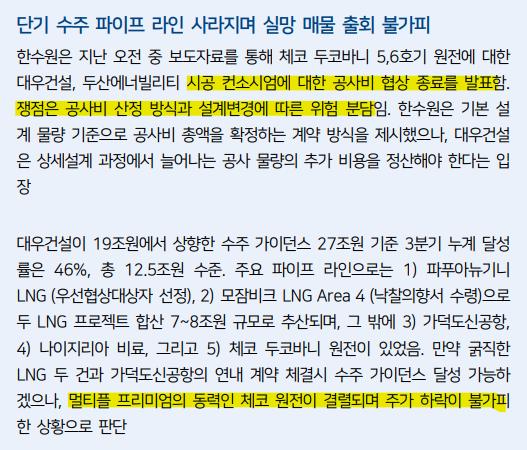 단기 수주 파이프 라인 사라지며 실망 매물 출회 불가피
한수원은 지난 오전 중 보도자료를 통해 체코 두코바니 5,6호기 원전에 대한
대우건설, 두산에너빌리티 시공 컨소시엄에 대한 공사비 협상 종료를 발표함.
쟁점은 공사비 산정 방식과 설계변경에 따른 위험 분담임. 한수원은 기본 설
계 물량 기준으로 공사비 총액을 확정하는 계약 방식을 제시했으나, 대우건설
은 상세설계 과정에서 늘어나는 공사 물량의 추가 비용을 정산해야 한다는 입
장
대우건설이 19조원에서 상향한 수주 가이던스 27조원 기준 3분기 누계 달성
률은 46%, 총 12.5조원 수준. 주요 파이프 라인으로는 1) 파푸아뉴기니
LNG (우선협상대상자 선정), 2) 모잠비크 LNG Area 4 (낙찰의향서 수령)으로
두 LNG 프로젝트 합산 7~8조원 규모로 추산되며, 그 밖에 3) 가덕도신공항,
4) 나이지리아 비료, 그리고 5) 체코 두코바니 원전이 있었음. 만약 굵직한
LNG 두 건과 가덕도신공항의 연내 계약 체결시 수주 가이던스 달성 가능하
겠으나, 멀티플 프리미엄의 동력인 체코 원전이 결렬되며 주가 하락이 불가피
한 상황으로 판단